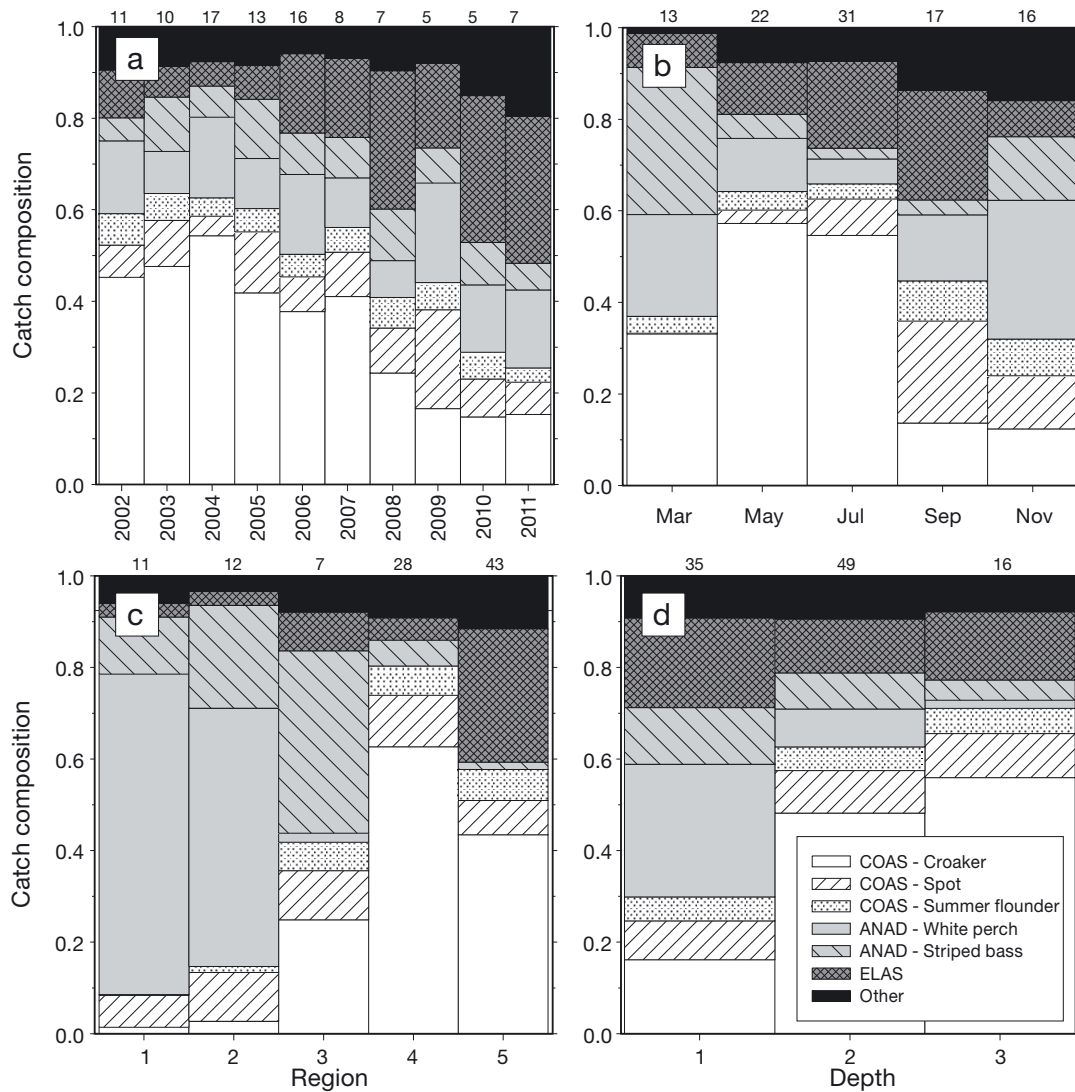 11 10 17 13 16 8 7 5 5 7
a
Catch composition
1.0
0.8
0.6
0.4
0.2
0.0
2002 2003 2004 2005 2006 2007 2008 2009 2010 2011
13 22 31 17 16
b
1.0
0.8
0.6
0.4
0.2
0.0
Mar May Jul Sep Nov
11 12 7 28 43
c
Catch composition
1.0
0.8
0.6
0.4
0.2
0.0
1 2 3 4 5
Region
35 49 16
d
1.0
0.8
0.6
0.4
0.2
0.0
COAS - Croaker
COAS - Spot
COAS - Summer flounder
ANAD - White perch
ANAD - Striped bass
ELAS
Other
1 2 3
Depth